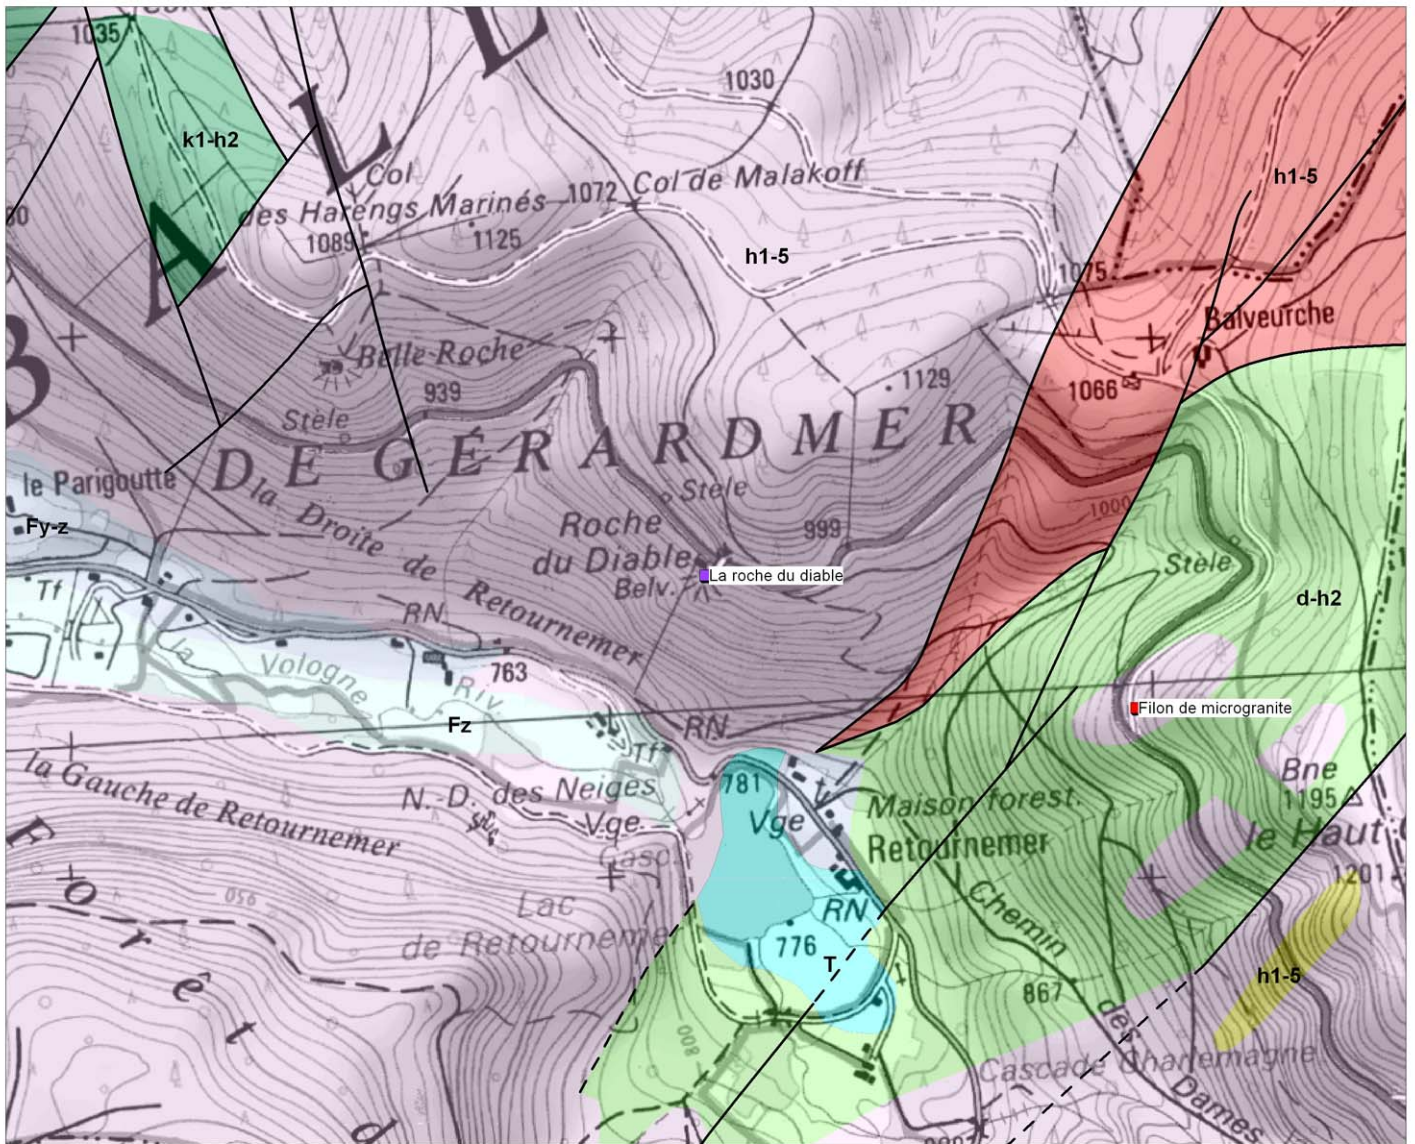 1035
1030
k1-h2
L
L
Col
des Harengs Marinés
1072
Col de Malakoff
h1-5
1089
1125
h1-5
A
1075
Balveurche
B
Belle-Roche
939
1129
1066
Stèle
DE GÉRARDMER
le Parigoutte
la Droite de Retournemer
Stèle
Roche
du Diable
Belv.
999
1000
Fy-z
La roche du diable
Stèle
d-h2
Tf
RN
la Vologne Riv.
763
Fz
RN
Tf
Filon de microgranite
la Gauche de Retournemer
N.-D. des Neiges
Vge
781
Vge
Maison forest.
Retournemer
Bne
1195
le Haut
1201
Casc.
950
Lac
de Retourneme
RN
776
T
Chemin des Dames
867
h1-5
Forêt
800
Cascade Charlemagne
d